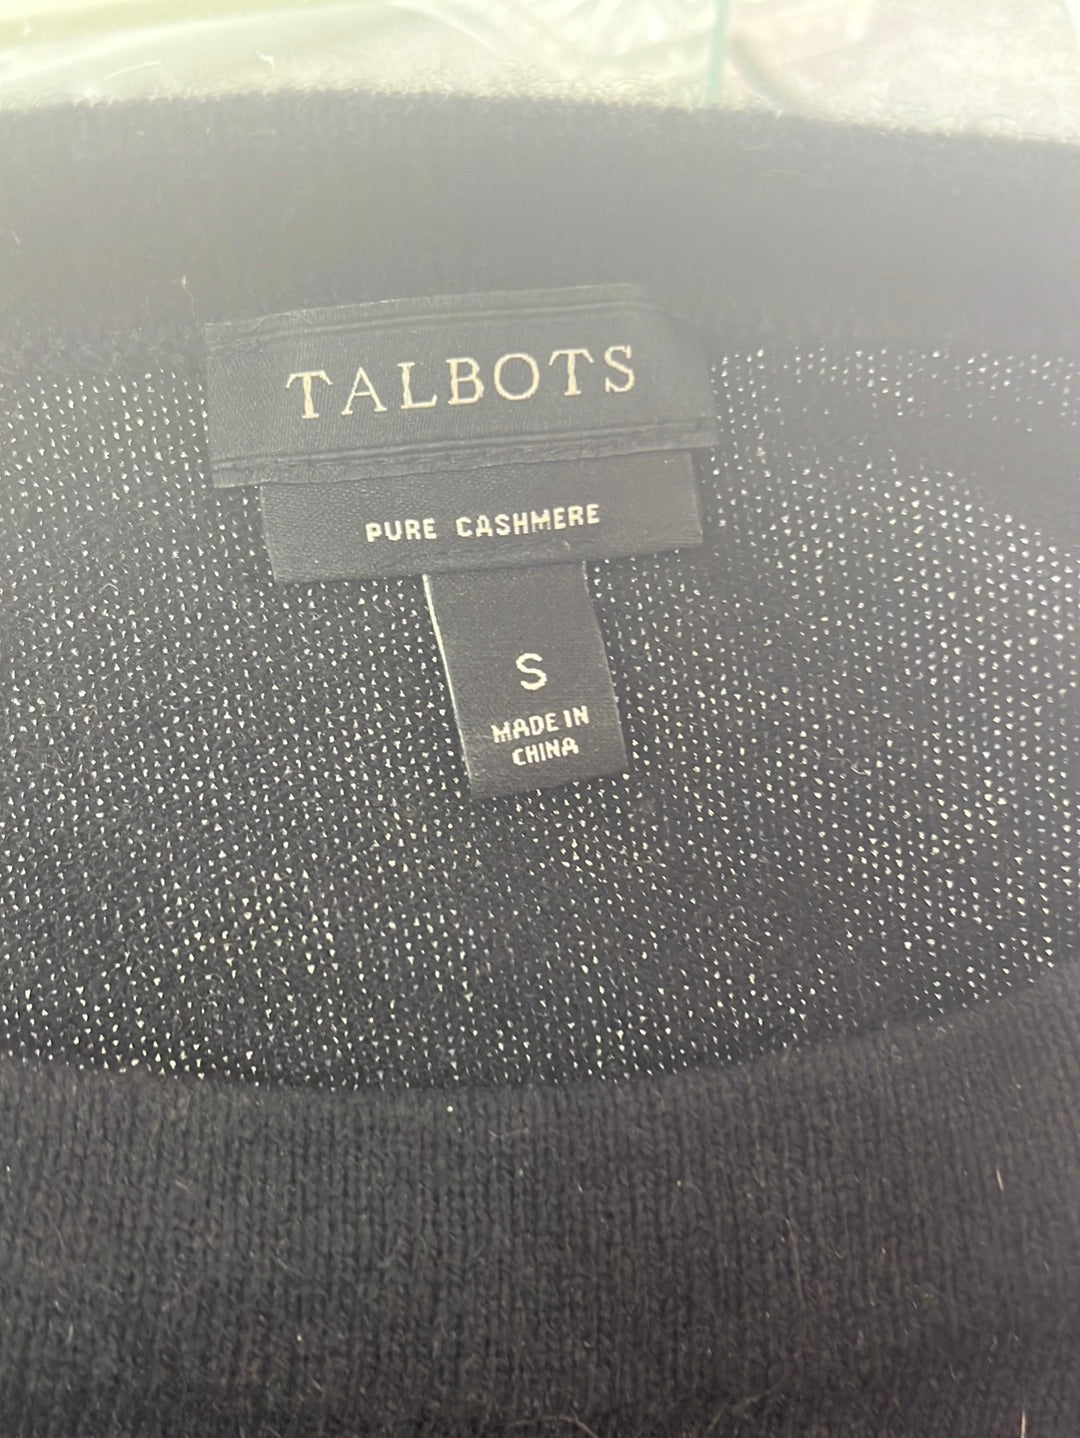 TALBOTS
PURE CASHMERE
S
MADE IN
CHINA